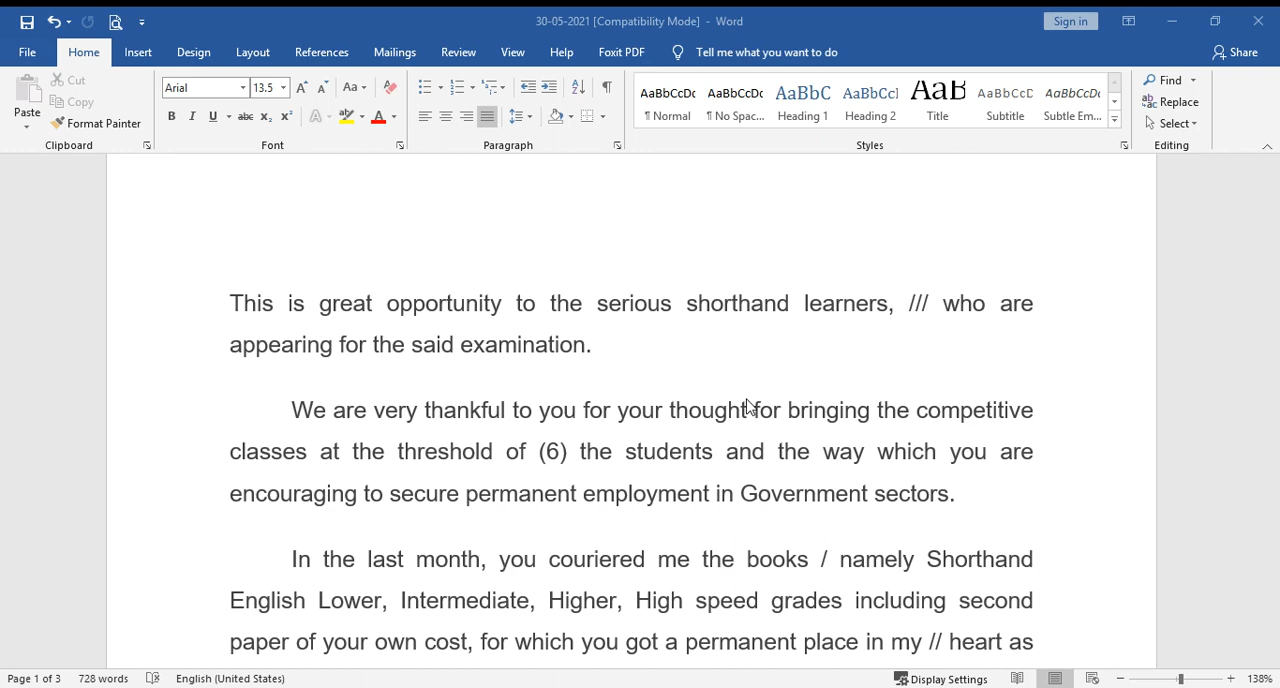 30-05-2021 [Compatibility Mode] - Word
Sign in
File Home Insert Design Layout References Mailings Review View Help Foxit PDF Tell me what you want to do Share
Paste
Cut
Copy
Format Painter
Clipboard
Arial 13.5
Aa
B I U abc x₂ x² A ab A
Font
Paragraph
AaBbCcDc AaBbCcDc AaBbC AaBbCcI AaB AaBbCcD AaBbCcDc
¶ Normal ¶ No Spac... Heading 1 Heading 2 Title Subtitle Subtle Em...
Styles
Find
Replace
Select
Editing
This is great opportunity to the serious shorthand learners, /// who are
appearing for the said examination.
We are very thankful to you for your thought for bringing the competitive
classes at the threshold of (6) the students and the way which you are
encouraging to secure permanent employment in Government sectors.
In the last month, you couriered me the books / namely Shorthand
English Lower, Intermediate, Higher, High speed grades including second
paper of your own cost, for which you got a permanent place in my // heart as
Page 1 of 3 728 words English (United States) Display Settings 138%